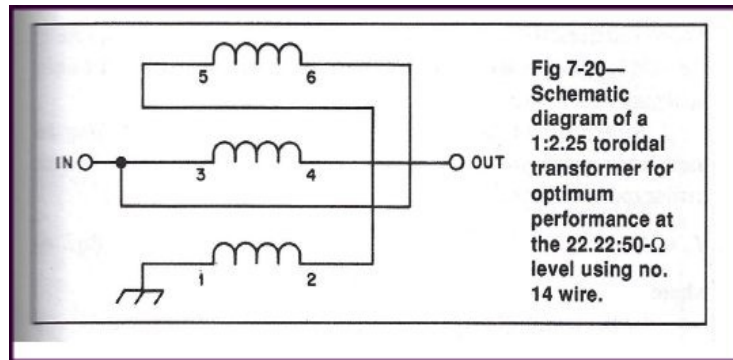 5 6
IN 3 4 OUT
1 2
Fig 7-20—
Schematic
diagram of a
1:2.25 toroidal
transformer for
optimum
performance at
the 22.22:50-Ω
level using no.
14 wire.